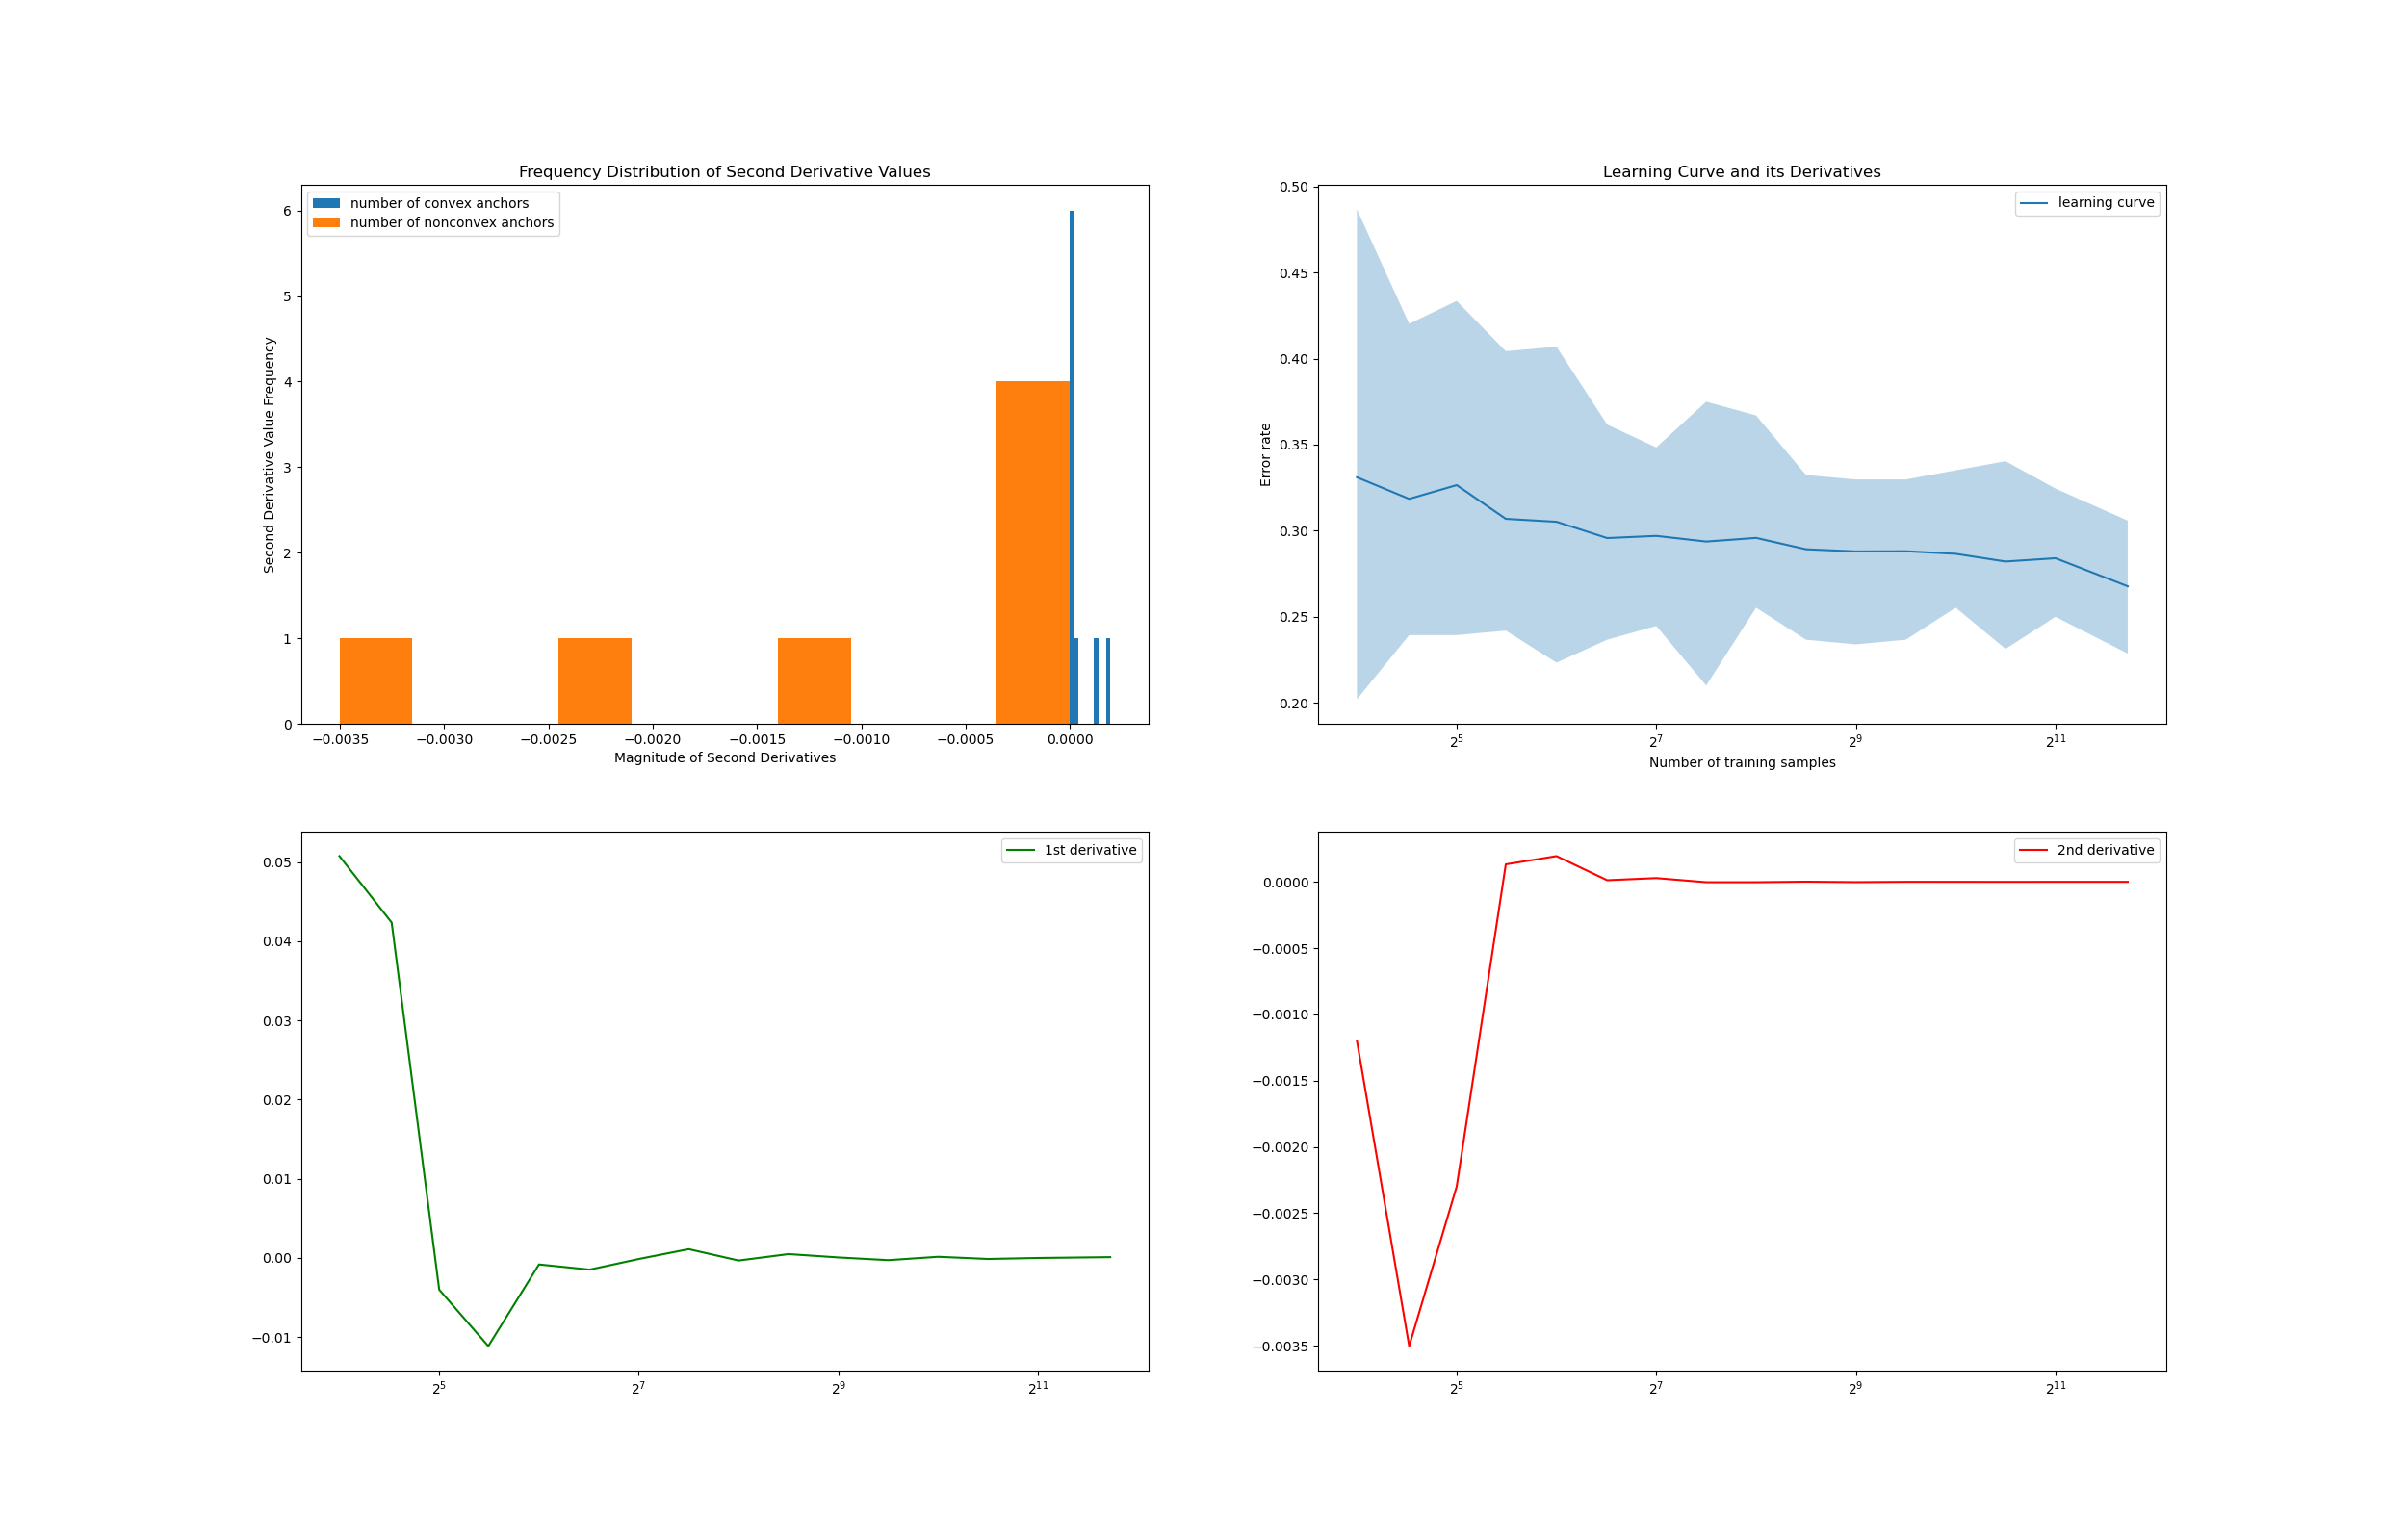 Frequency Distribution of Second Derivative Values
number of convex anchors
number of nonconvex anchors
Second Derivative Value Frequency
6
5
4
3
2
1
0
−0.0035 −0.0030 −0.0025 −0.0020 −0.0015 −0.0010 −0.0005 0.0000
Magnitude of Second Derivatives
Learning Curve and its Derivatives
learning curve
Error rate
0.50
0.45
0.40
0.35
0.30
0.25
0.20
2^5 2^7 2^9 2^11
Number of training samples
1st derivative
0.05
0.04
0.03
0.02
0.01
0.00
−0.01
2^5 2^7 2^9 2^11
2nd derivative
0.0000
−0.0005
−0.0010
−0.0015
−0.0020
−0.0025
−0.0030
−0.0035
2^5 2^7 2^9 2^11